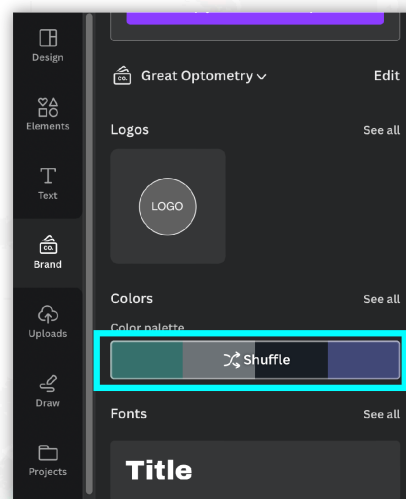 Design
Elements
Text
Brand
Uploads
Draw
Projects
CO.
Great Optometry
Edit
Logos
See all
LOGO
Colors
See all
Color palette
Shuffle
Fonts
See all
Title